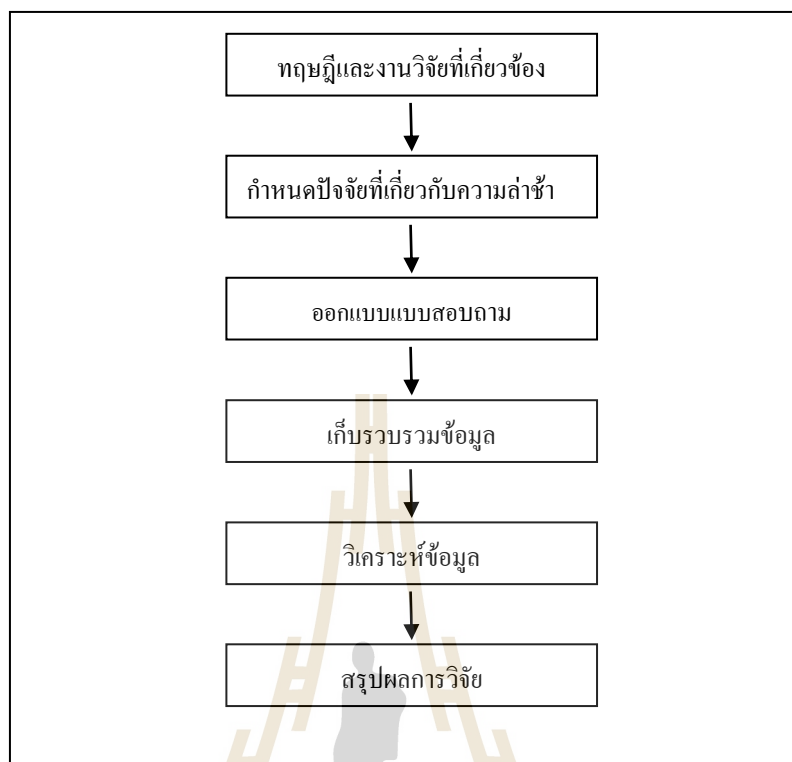 ทฤษฎีและงานวิจัยที่เกี่ยวข้อง
กำหนดปัจจัยที่เกี่ยวกับความล่าช้า
ออกแบบแบบสอบถาม
เก็บรวบรวมข้อมูล
วิเคราะห์ข้อมูล
สรุปผลการวิจัย